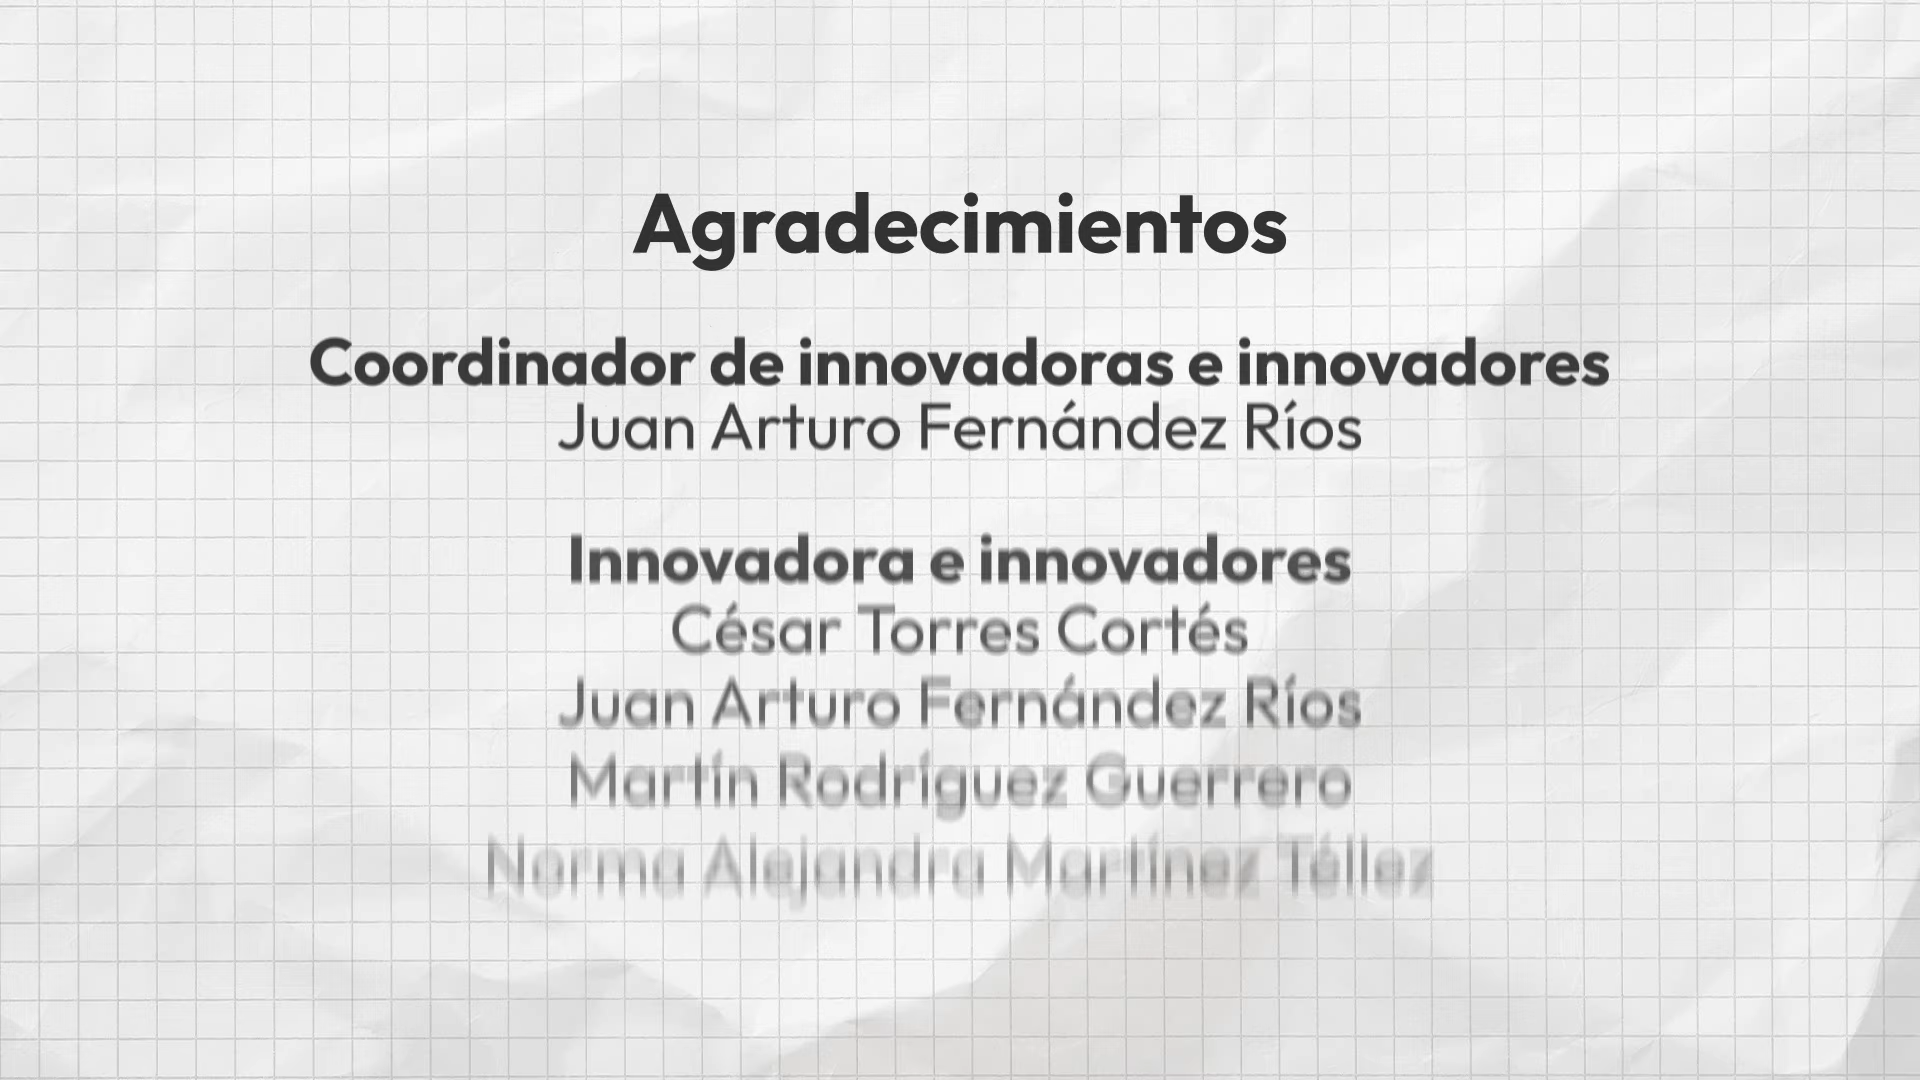 Agradecimientos
Coordinador de innovadoras e innovadores
Juan Arturo Fernández Ríos
Innovadora e innovadores
César Torres Cortés
Juan Arturo Fernández Ríos
Martín Rodríguez Guerrero
Norma Alejandra Martínez Téllez